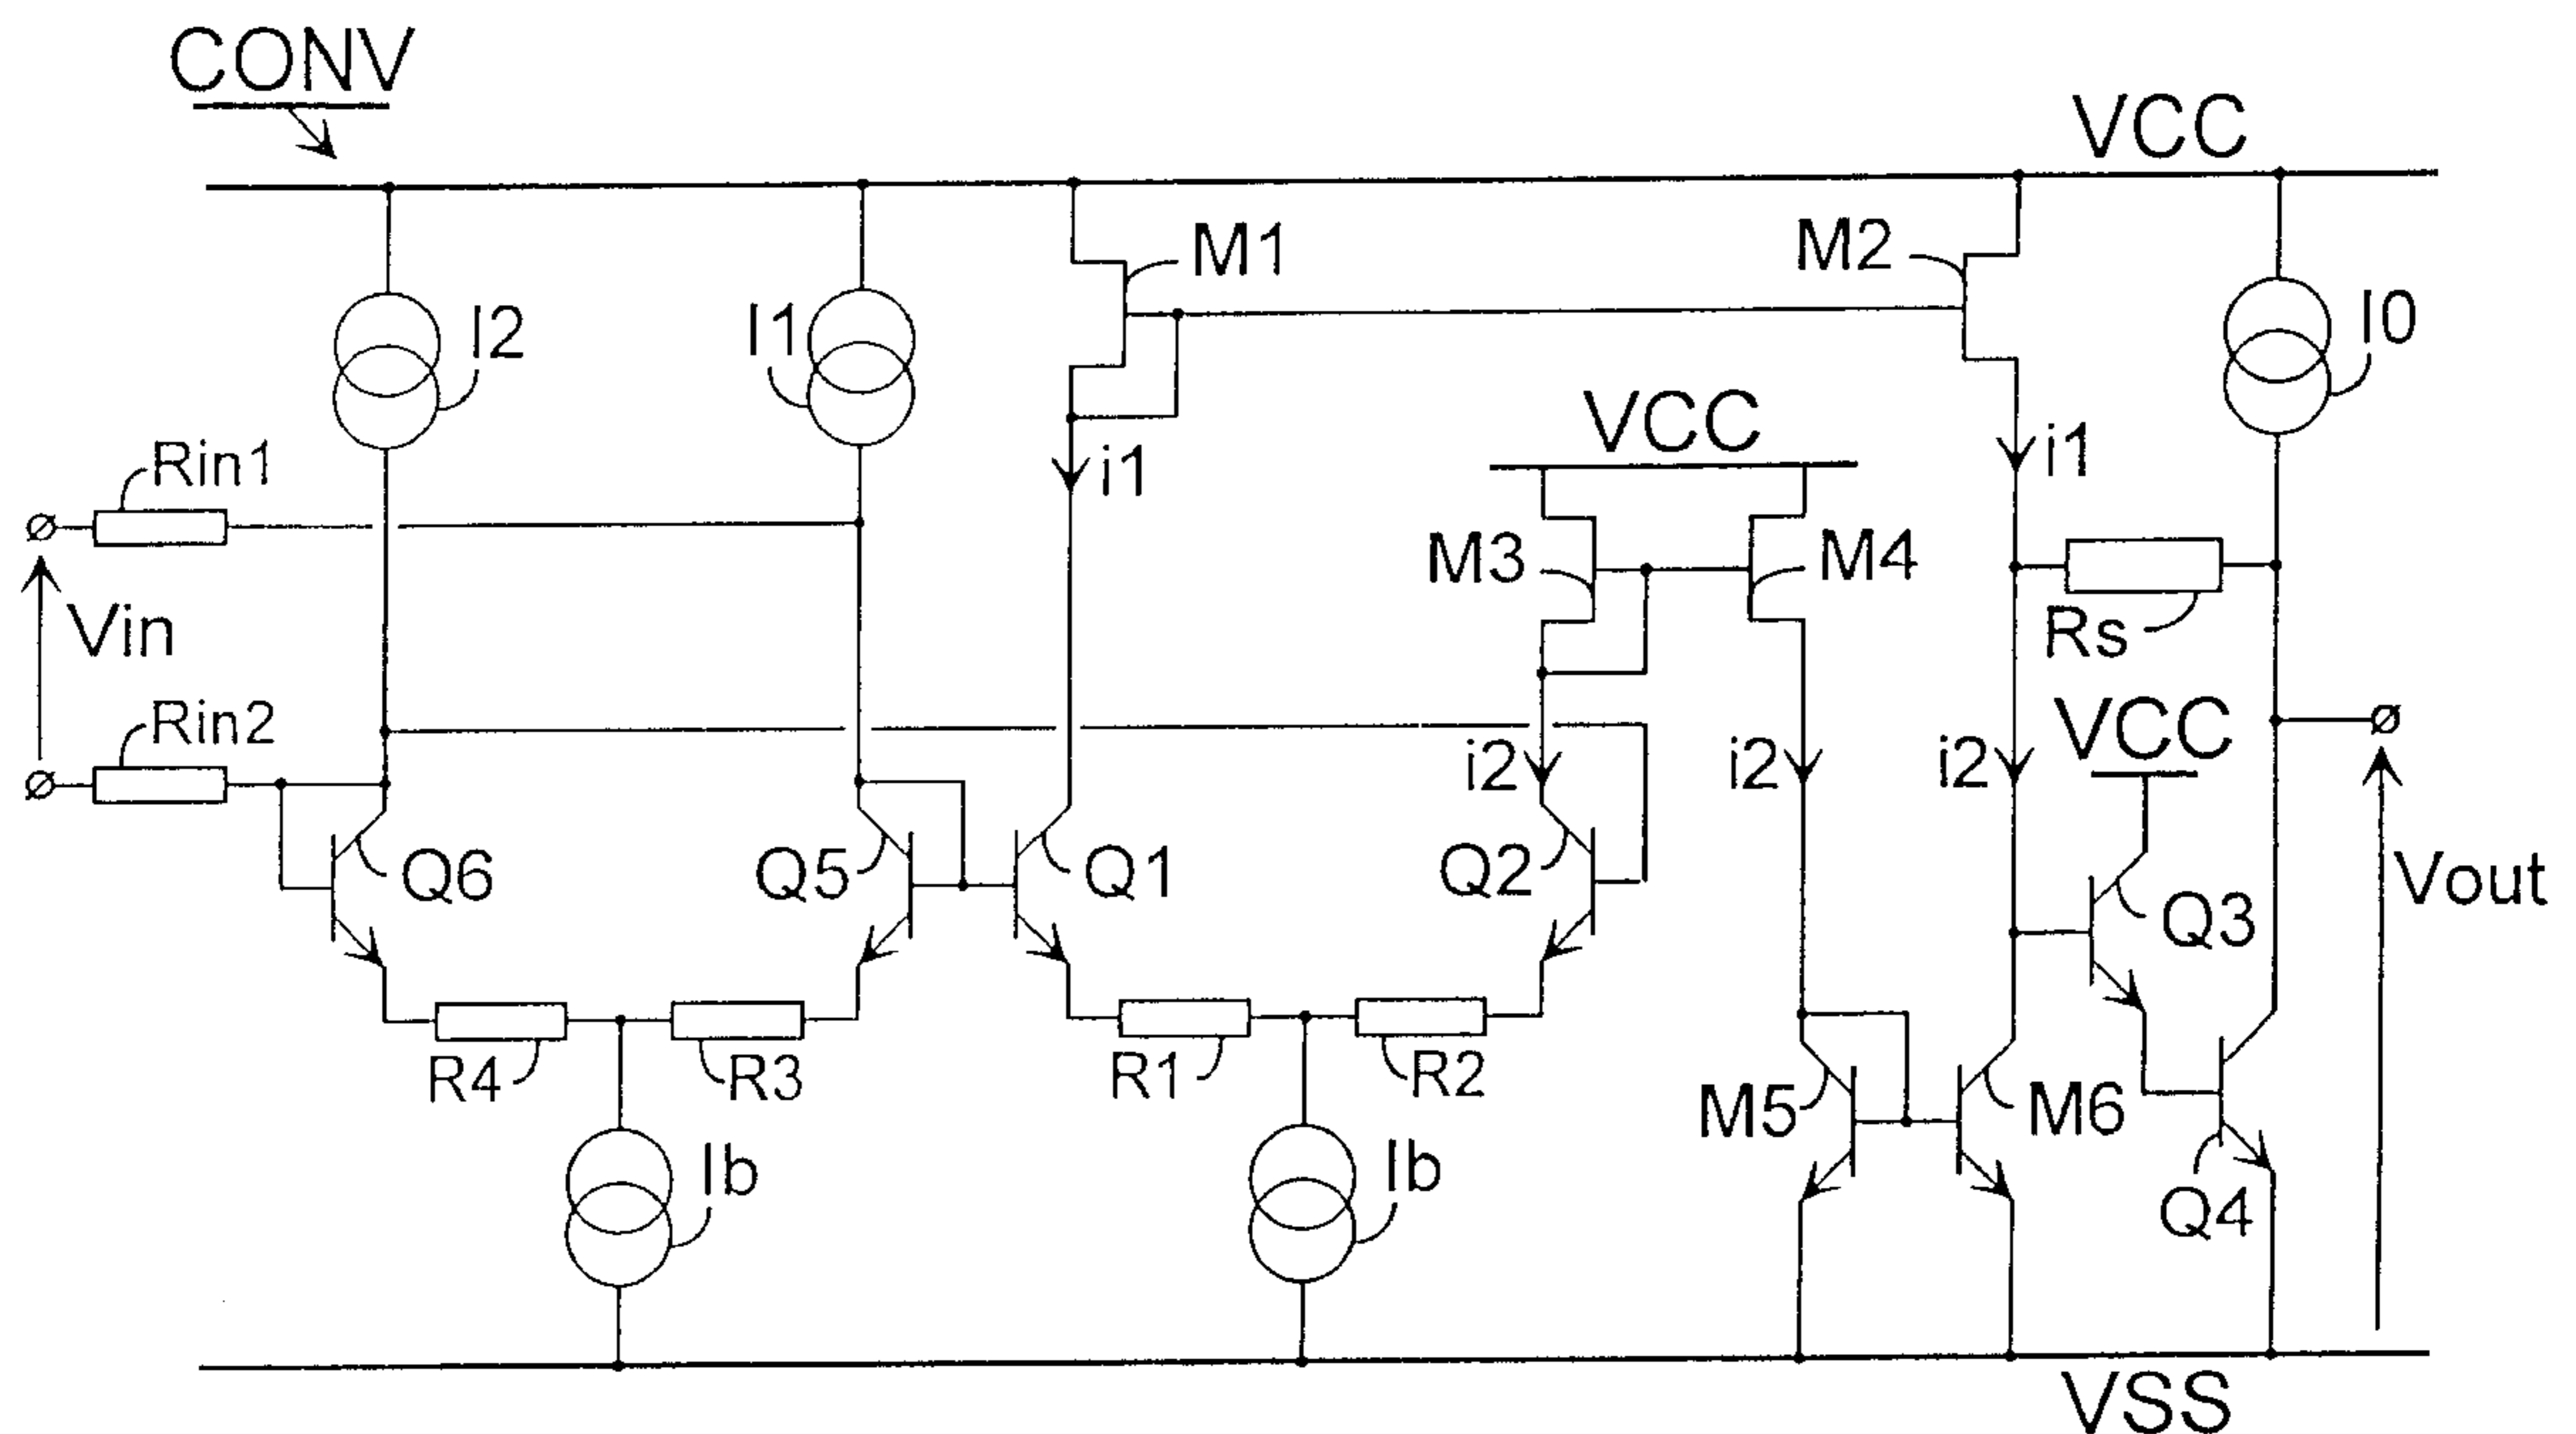 CONV
VCC
M1
M2
I2
I1
I0
VCC
Rin1
i1
i1
M3
M4
Vin
Rs
Rin2
VCC
i2
i2
i2
Q6
Q5
Q1
Q2
Q3
Vout
R4
R3
R1
R2
M5
M6
Ib
Ib
Q4
VSS